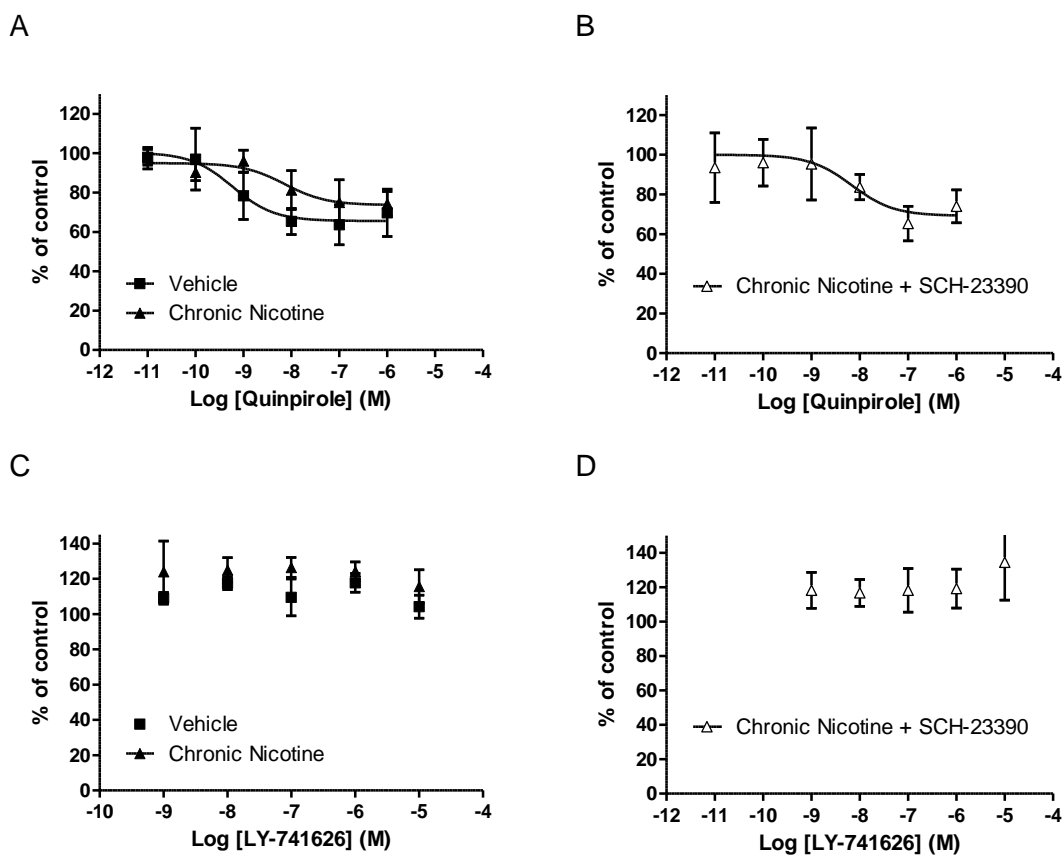 A
120
100
80
60
40
20
0
% of control
Vehicle
Chronic Nicotine
-12 -11 -10 -9 -8 -7 -6 -5 -4
Log [Quinpirole] (M)
B
120
100
80
60
40
20
0
% of control
Chronic Nicotine + SCH-23390
-12 -11 -10 -9 -8 -7 -6 -5 -4
Log [Quinpirole] (M)
C
140
120
100
80
60
40
20
0
% of control
Vehicle
Chronic Nicotine
-10 -9 -8 -7 -6 -5 -4
Log [LY-741626] (M)
D
140
120
100
80
60
40
20
0
% of control
Chronic Nicotine + SCH-23390
-12 -11 -10 -9 -8 -7 -6 -5 -4
Log [LY-741626] (M)